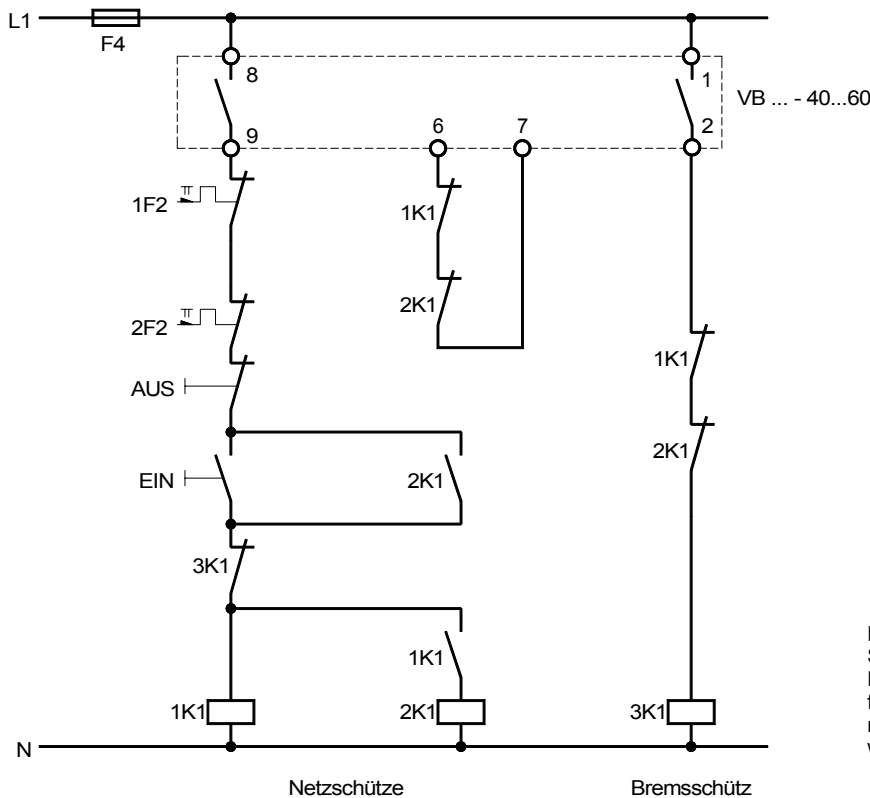 L1
F4
8
1
VB ... - 40...60
9
6
7
2
1F2
1K1
2F2
2K1
AUS
1K1
2K1
EIN
2K1
3K1
1K1
1K1
2K1
3K1
N
Netzschütze
Bremsschütz